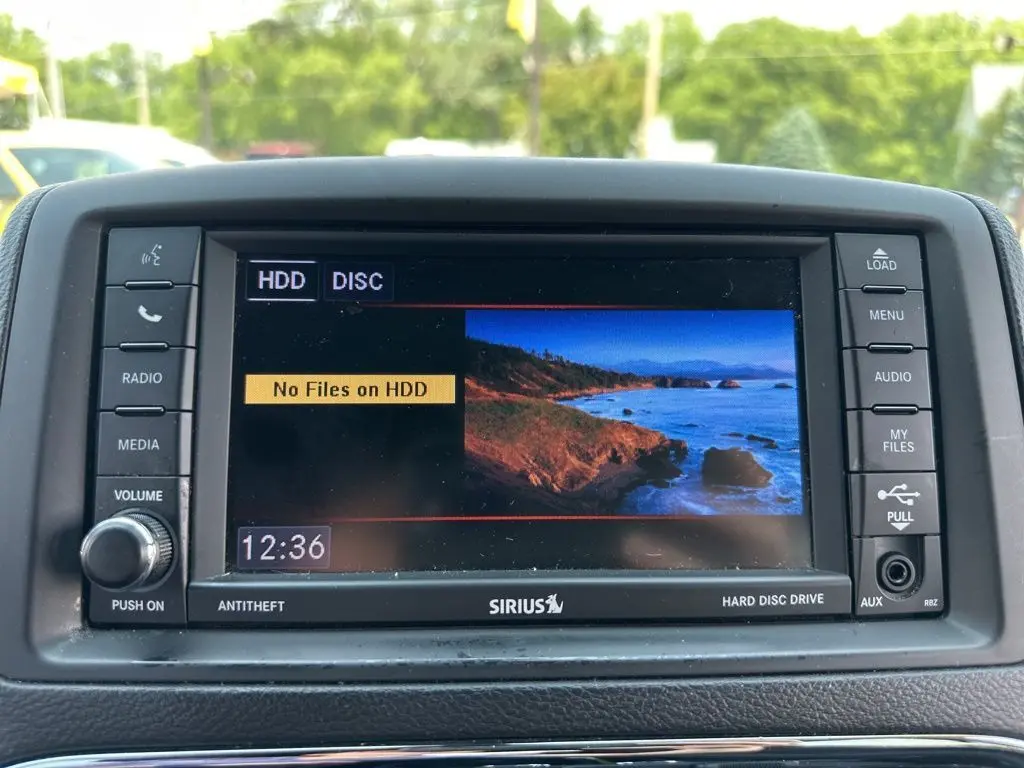 HDD DISC
No Files on HDD
12:36
RADIO
MEDIA
VOLUME
PUSH ON
ANTITHEFT
SIRIUS
HARD DISC DRIVE
LOAD
MENU
AUDIO
MY
FILES
PULL
AUX
RBZ